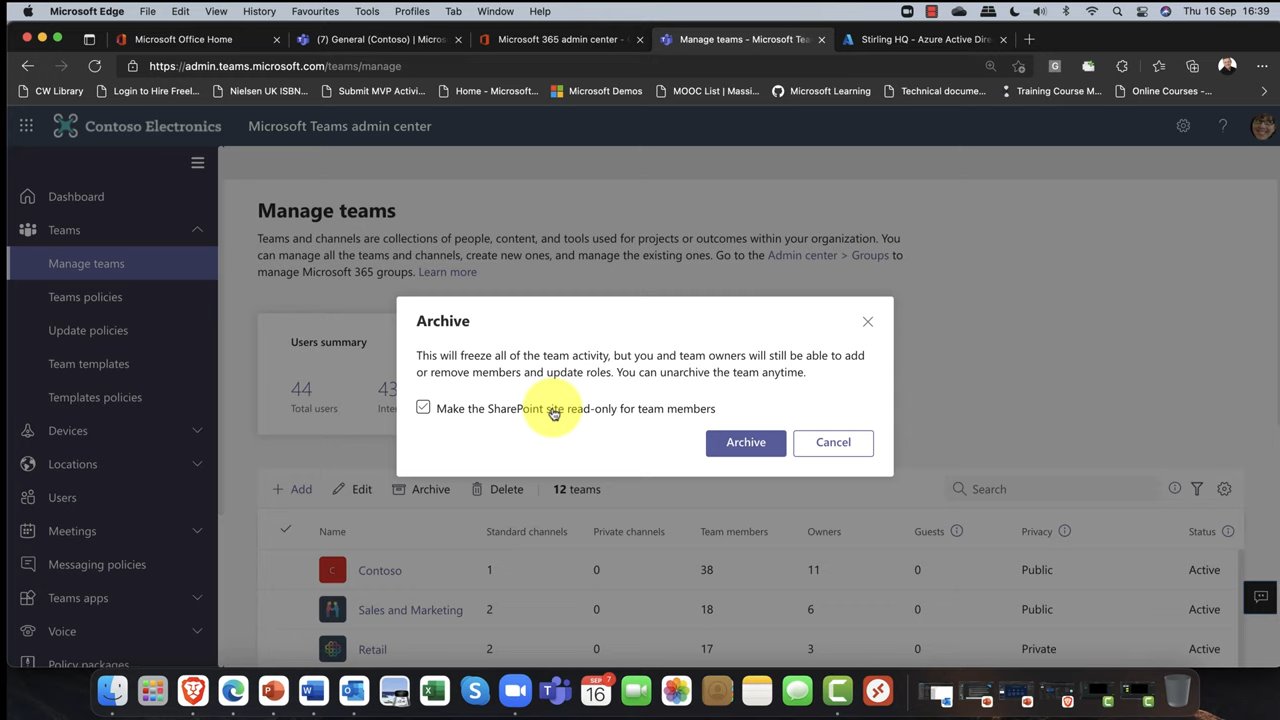 Microsoft Edge File Edit View History Favourites Tools Profiles Tab Window Help Thu 16 Sep 16:39
Microsoft Office Home (7) General (Contoso) | Micros Microsoft 365 admin center - Manage teams - Microsoft Tea Stirling HQ - Azure Active Dire
https://admin.teams.microsoft.com/teams/manage
CW Library Login to Hire Freel... Nielsen UK ISBN... Submit MVP Activi... Home - Microsoft... Microsoft Demos MOOC List | Massi... Microsoft Learning Technical docume... Training Course M... Online Courses -...
Contoso Electronics Microsoft Teams admin center
Dashboard
Teams
Manage teams
Teams policies
Update policies
Team templates
Templates policies
Devices
Locations
Users
Meetings
Messaging policies
Teams apps
Voice
Policy packages
Manage teams
Teams and channels are collections of people, content, and tools used for projects or outcomes within your organization. You
can manage all the teams and channels, create new ones, and manage the existing ones. Go to the Admin center > Groups to
manage Microsoft 365 groups. Learn more
Users summary
44 43
Total users Inter
Archive
This will freeze all of the team activity, but you and team owners will still be able to add
or remove members and update roles. You can unarchive the team anytime.
Make the SharePoint site read-only for team members
Archive Cancel
+ Add Edit Archive Delete 12 teams Search
Name Standard channels Private channels Team members Owners Guests Privacy Status
C Contoso 1 0 38 11 0 Public Active
Sales and Marketing 2 0 18 6 0 Public Active
Retail 2 0 17 3 0 Private Active
SEP 7
16